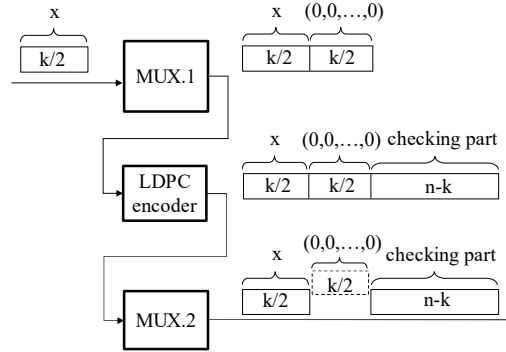 x
k/2
MUX.1
x (0,0,…,0)
k/2 k/2
LDPC
encoder
x (0,0,…,0) checking part
k/2 k/2 n-k
MUX.2
(0,0,…,0)
x checking part
k/2 k/2 n-k